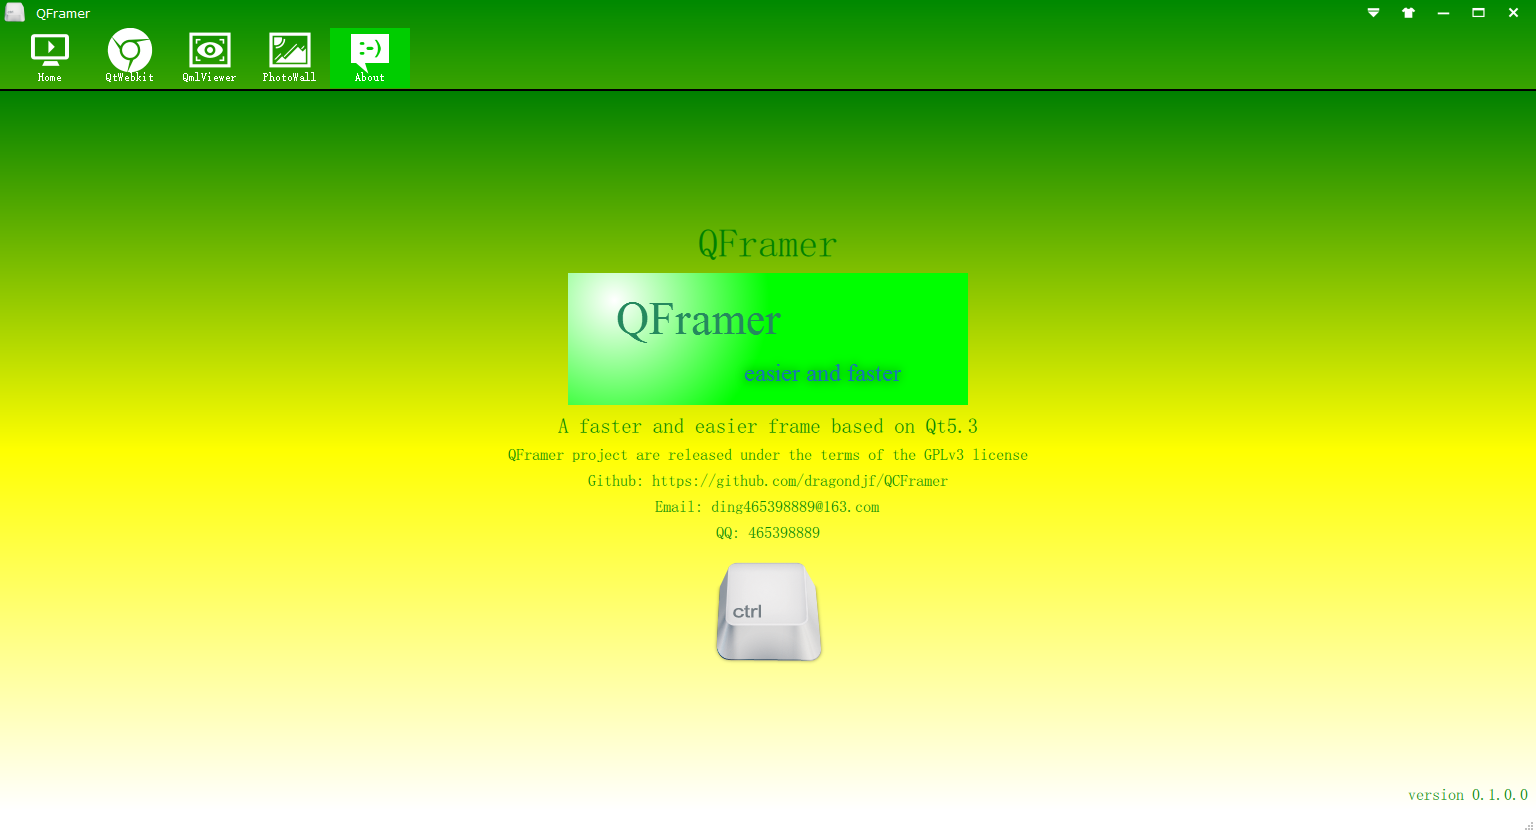 QFramer
Home
QtWebkit
QmlViewer
PhotoWall
About
QFramer
QFramer
easier and faster
A faster and easier frame based on Qt5.3
QFramer project are released under the terms of the GPLv3 license
Github: https://github.com/dragondjf/QCFramer
Email: ding465398889@163.com
QQ: 465398889
ctrl
version 0.1.0.0